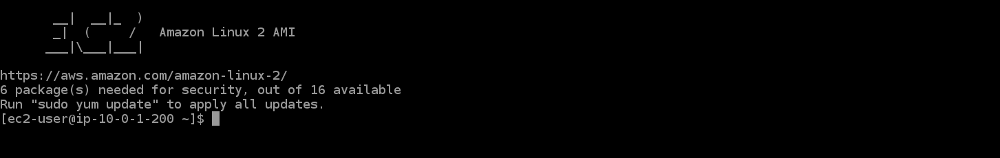 __|  __|_  )
_|  (     /   Amazon Linux 2 AMI
___|\___|___|
https://aws.amazon.com/amazon-linux-2/
6 package(s) needed for security, out of 16 available
Run "sudo yum update" to apply all updates.
[ec2-user@ip-10-0-1-200 ~]$